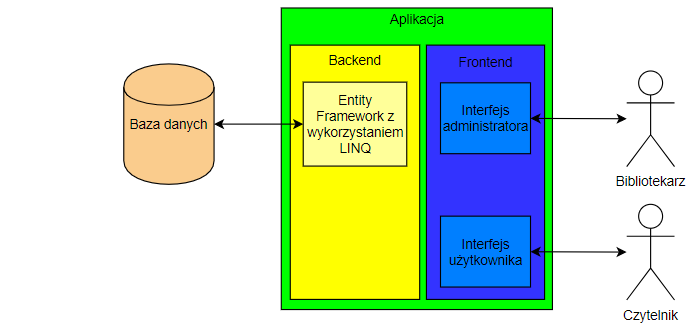 Aplikacja
Backend
Frontend
Baza danych
Entity
Framework z
wykorzystaniem
LINQ
Interfejs
administratora
Bibliotekarz
Interfejs
użytkownika
Czytelnik